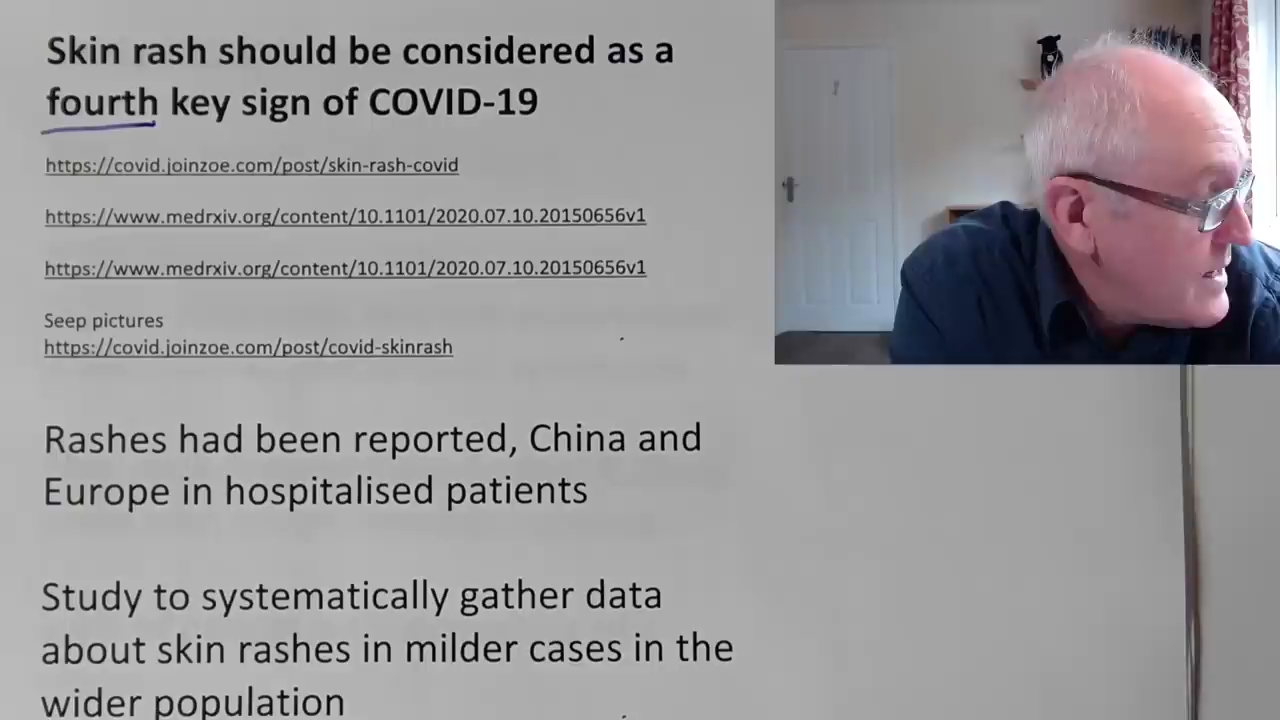 Skin rash should be considered as a
fourth key sign of COVID-19
https://covid.joinzoe.com/post/skin-rash-covid
https://www.medrxiv.org/content/10.1101/2020.07.10.20150656v1
https://www.medrxiv.org/content/10.1101/2020.07.10.20150656v1
Seep pictures
https://covid.joinzoe.com/post/covid-skinrash
Rashes had been reported, China and
Europe in hospitalised patients
Study to systematically gather data
about skin rashes in milder cases in the
wider population